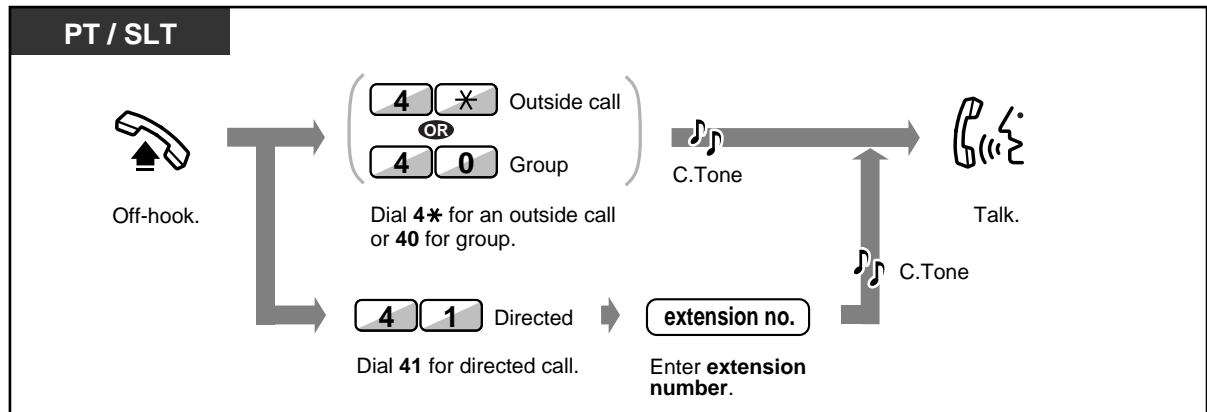 PT / SLT
Off-hook.
4 ✳ Outside call
OR
4 0 Group
Dial 4✳ for an outside call
or 40 for group.
C.Tone
Talk.
C.Tone
4 1 Directed
Dial 41 for directed call.
extension no.
Enter extension
number.